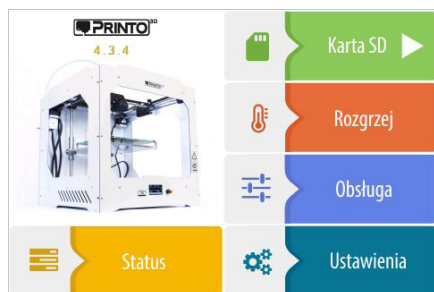 PRINTO 3D
4.3.4
Karta SD
Rozgrzej
Obsługa
Status
Ustawienia